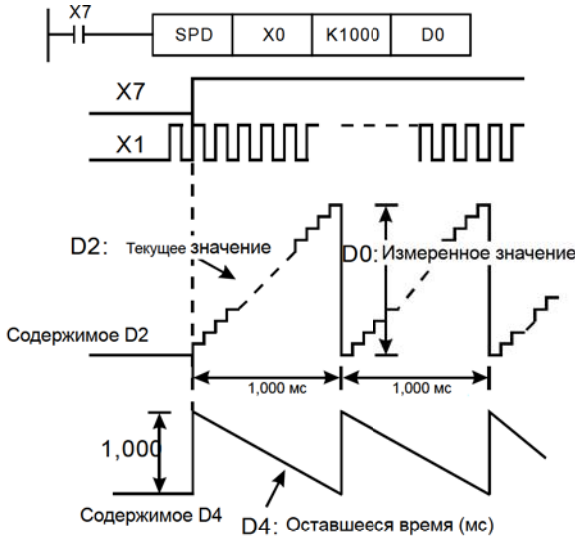 X7
SPD X0 K1000 D0
X7
X1
D2: Текущее значение
D0: Измеренное значение
Содержимое D2
1,000 мс 1,000 мс
1,000
Содержимое D4
D4: Оставшееся время (мс)